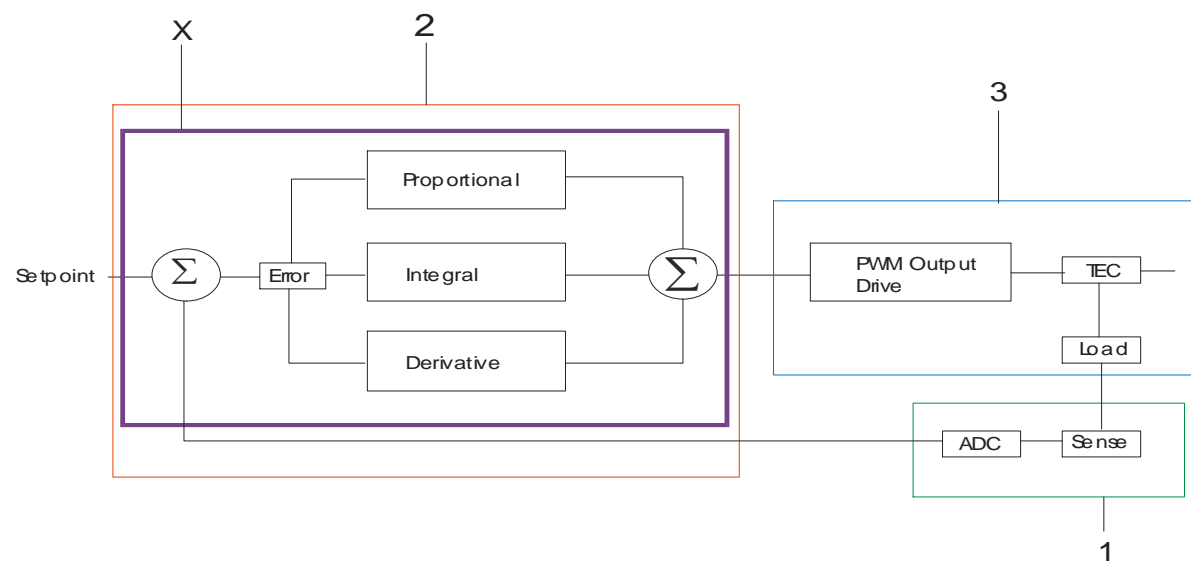 X
2
3
Proportional
Setpoint
Σ
Error
Integral
Σ
PWM Output
Drive
TEC
Derivative
Load
ADC
Sense
1